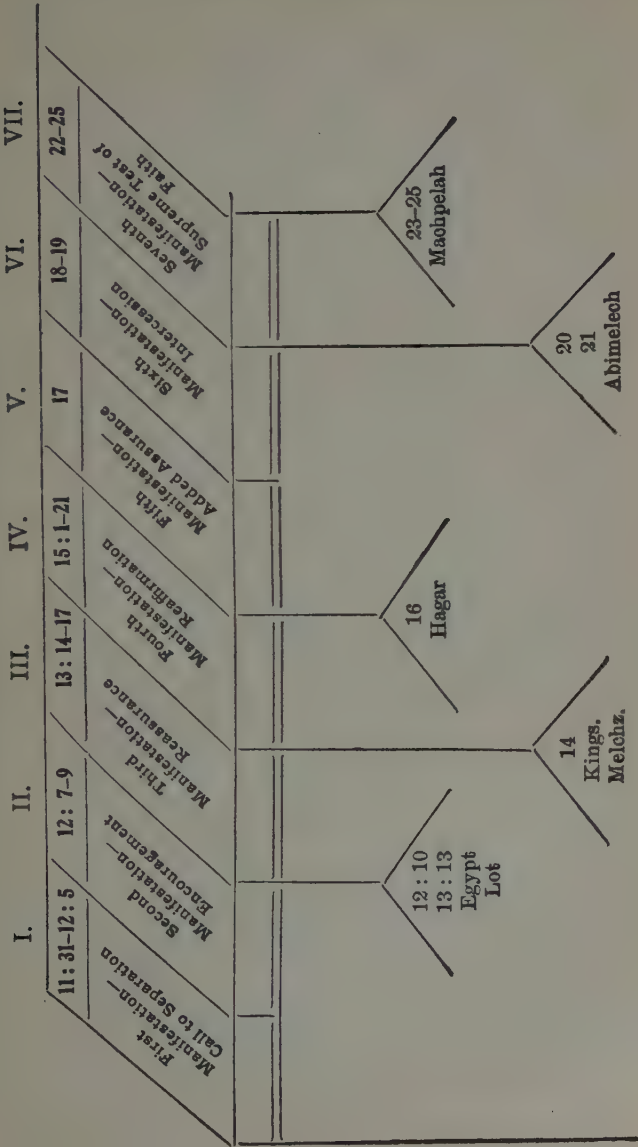 I.
II.
III.
IV.
V.
VI.
VII.
11: 31-12: 5
12: 7-9
13: 14-17
15: 1-21
17
18-19
22-25
First
Manifestation—
Call to Separation
Second
Manifestation—
Encouragement
Third
Manifestation—
Reassurance
Fourth
Manifestation—
Reaffirmation
Fifth
Manifestation—
Added Assurance
Sixth
Manifestation—
Intercession
Seventh
Manifestation—
Supreme Test of
Faith
12: 10
13: 13
Egypt
Lot
14
Kings.
Melchz.
16
Hagar
20
21
Abimelech
23-25
Machpelah